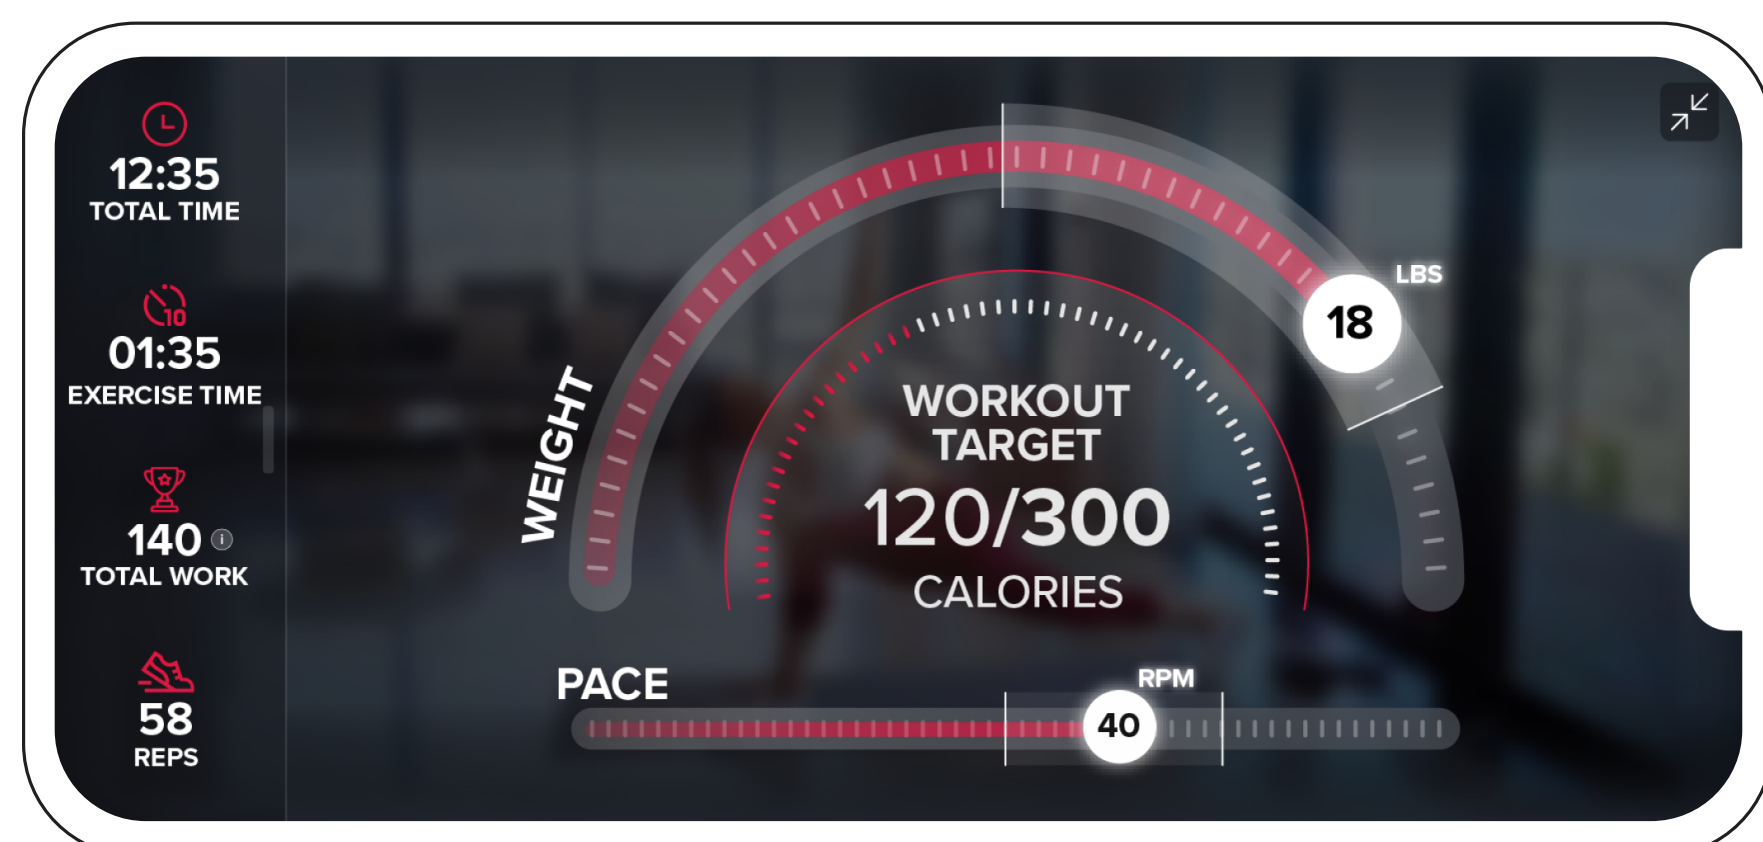 12:35
TOTAL TIME
10
01:35
EXERCISE TIME
140 i
TOTAL WORK
58
REPS
WEIGHT
LBS
18
WORKOUT
TARGET
120/300
CALORIES
PACE
RPM
40